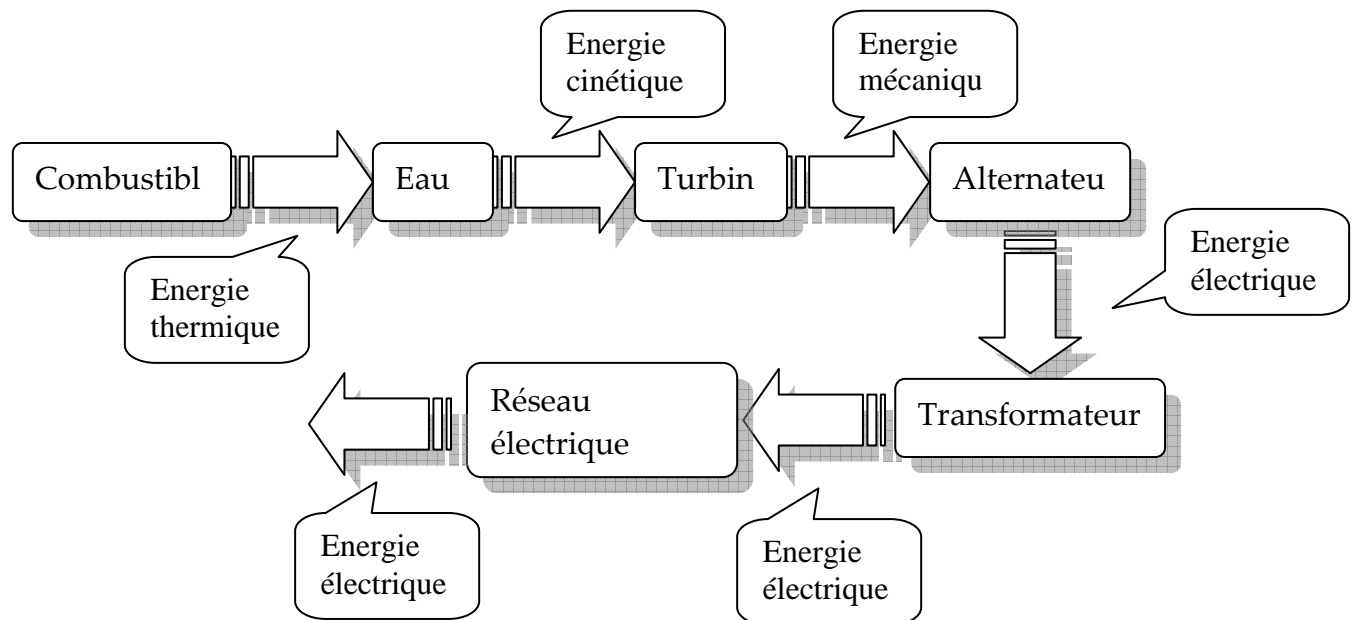 Energie
cinétique
Energie
mécaniqu
Combustibl
Eau
Turbin
Alternateu
Energie
thermique
Energie
électrique
Réseau
électrique
Transformateur
Energie
électrique
Energie
électrique